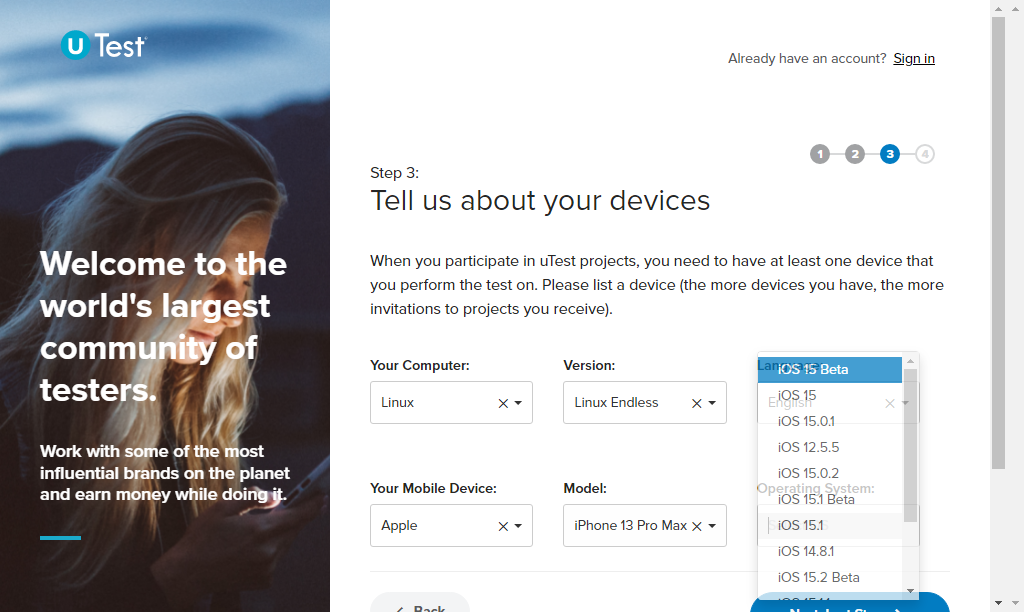 U Test
Already have an account? Sign in
1 2 3 4
Step 3:
Tell us about your devices
Welcome to the
world's largest
community of
testers.
Work with some of the most
influential brands on the planet
and earn money while doing it.
When you participate in uTest projects, you need to have at least one device that
you perform the test on. Please list a device (the more devices you have, the more
invitations to projects you receive).
Your Computer:
Linux
Version:
Linux Endless
English
Your Mobile Device:
Apple
Model:
iPhone 13 Pro Max
Operating System:
iOS 15 Beta
iOS 15
iOS 15.0.1
iOS 12.5.5
iOS 15.0.2
iOS 15.1 Beta
iOS 15.1
iOS 14.8.1
iOS 15.2 Beta
Back